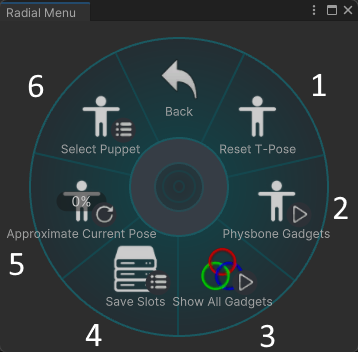 Radial Menu
6
1
Back
Select Puppet
Reset T-Pose
2
0%
Approximate Current Pose
Physbone Gadgets
5
Save Slots
Show All Gadgets
4
3